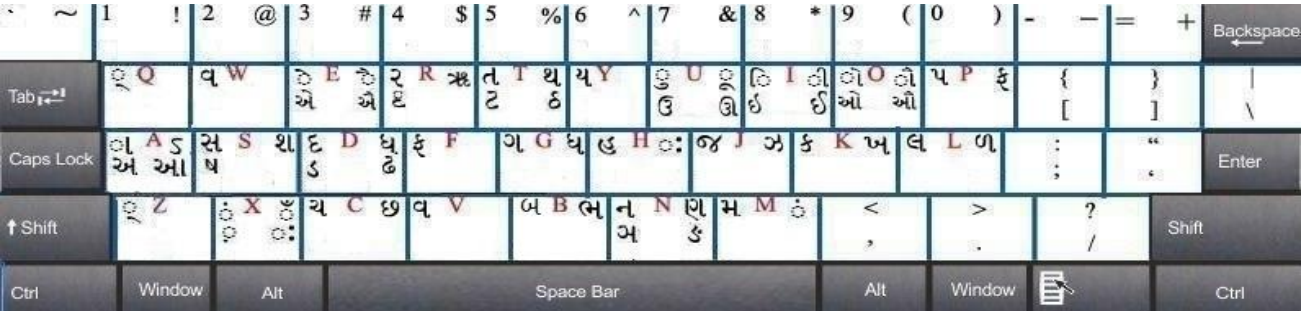 ` ~ 1 ! 2 @ 3 # 4 $ 5 % 6 ^ 7 & 8 * 9 ( 0 ) - – = + Backspace
Tab ્ Q વ W ે E ૈ ર R ઋ ત T થ ય Y ુ U ૂ િ I ી ો O ૌ પ P ફ { } |
એ ઐ ટ ઠ ઉ ઊ ઇ ઈ ઓ ઔ [ ] \
Caps Lock ા A ઽ સ S શ દ D ધ ફ F ગ G ઘ હ H ઃ જ J ઝ ક K ખ લ L ળ : “ Enter
અ આ ષ ડ ઢ ; ‘
Shift Z ં X ઁ ચ C છ વ V બ B ભ ન N ણ મ M ં < > ? Shift
઼ ઃ ઞ ઙ , . /
Ctrl Window Alt Space Bar Alt Window Ctrl